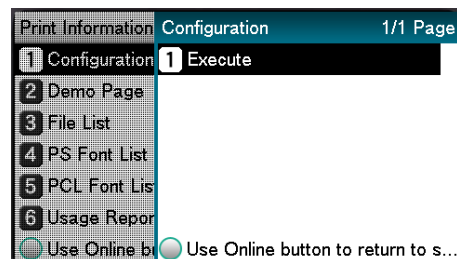 Print Information
1 Configuration
2 Demo Page
3 File List
4 PS Font List
5 PCL Font Lis
6 Usage Repor
Use Online b
Configuration 1/1 Page
1 Execute
Use Online button to return to s...